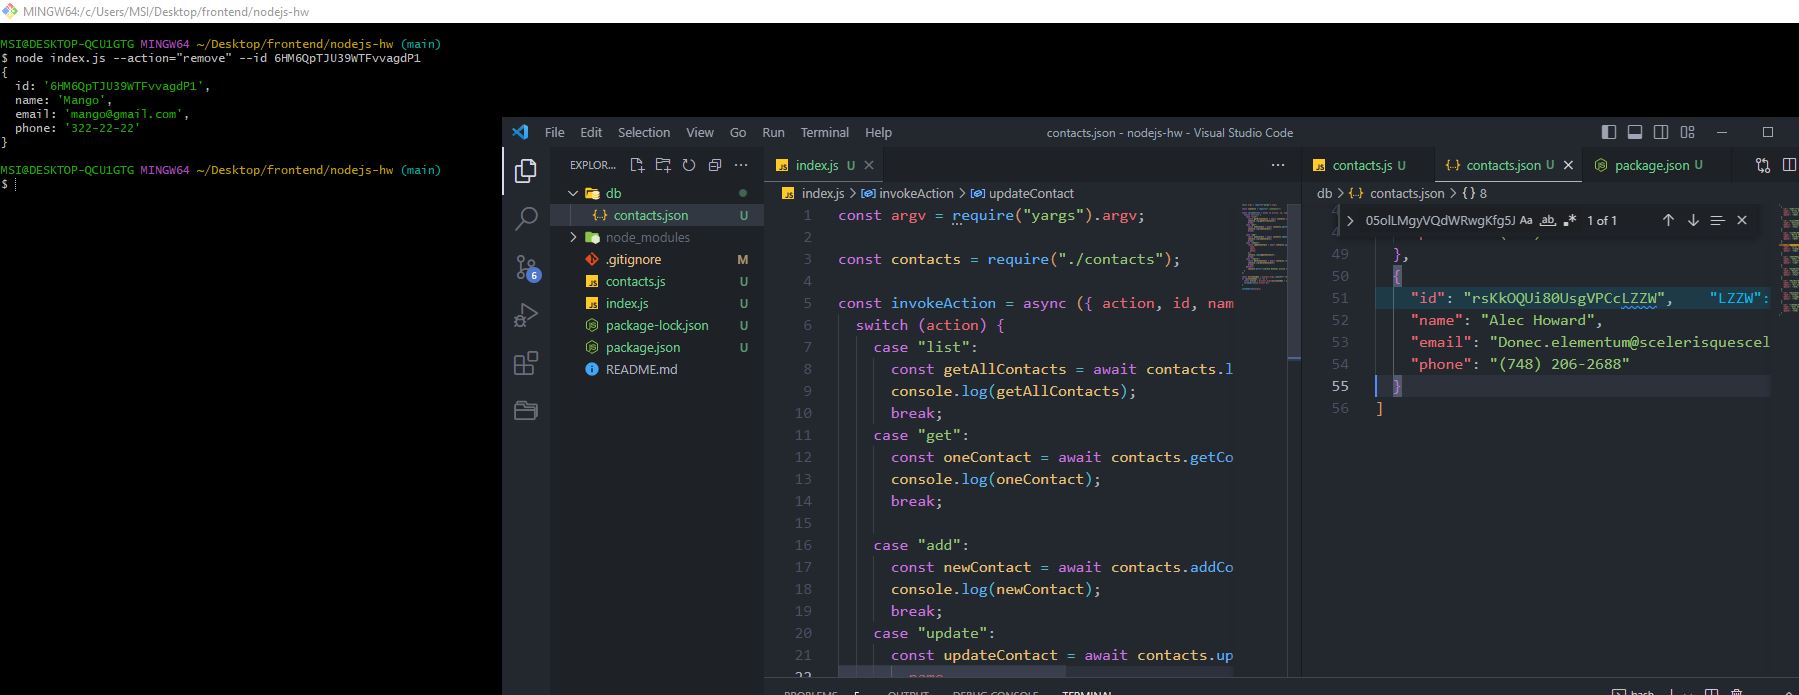 MINGW64:/c/Users/MSI/Desktop/frontend/nodejs-hw
MSI@DESKTOP-QCU1GTG MINGW64 ~/Desktop/frontend/nodejs-hw (main)
$ node index.js --action="remove" --id 6HM6QpTJU39WTFvvagdP1
{
id: '6HM6QpTJU39WTFvvagdP1',
name: 'Mango',
email: 'mango@gmail.com',
phone: '322-22-22'
}
MSI@DESKTOP-QCU1GTG MINGW64 ~/Desktop/frontend/nodejs-hw (main)
$
File Edit Selection View Go Run Terminal Help
contacts.json - nodejs-hw - Visual Studio Code
EXPLOR...
db
contacts.json U
node_modules
.gitignore M
contacts.js U
index.js U
package-lock.json U
package.json U
README.md
6
index.js U
index.js > invokeAction > updateContact
1 const argv = require("yargs").argv;
2
3 const contacts = require("./contacts");
4
5 const invokeAction = async ({ action, id, nam
6 switch (action) {
7 case "list":
8 const getAllContacts = await contacts.l
9 console.log(getAllContacts);
10 break;
11 case "get":
12 const oneContact = await contacts.getCo
13 console.log(oneContact);
14 break;
15
16 case "add":
17 const newContact = await contacts.addCo
18 console.log(newContact);
19 break;
20 case "update":
21 const updateContact = await contacts.up
22 name
contacts.js U contacts.json U package.json U
db > contacts.json > {} 8
05olLMgyVQdWRwgKfg5J Aa ab .* 1 of 1
49 },
50 {
51 "id": "rsKkOQUi80UsgVPCcLZZW", "LZZW":
52 "name": "Alec Howard",
53 "email": "Donec.elementum@scelerisquescel
54 "phone": "(748) 206-2688"
55 }
56 ]
PROBLEMS 5 OUTPUT DEBUG CONSOLE TERMINAL
bash